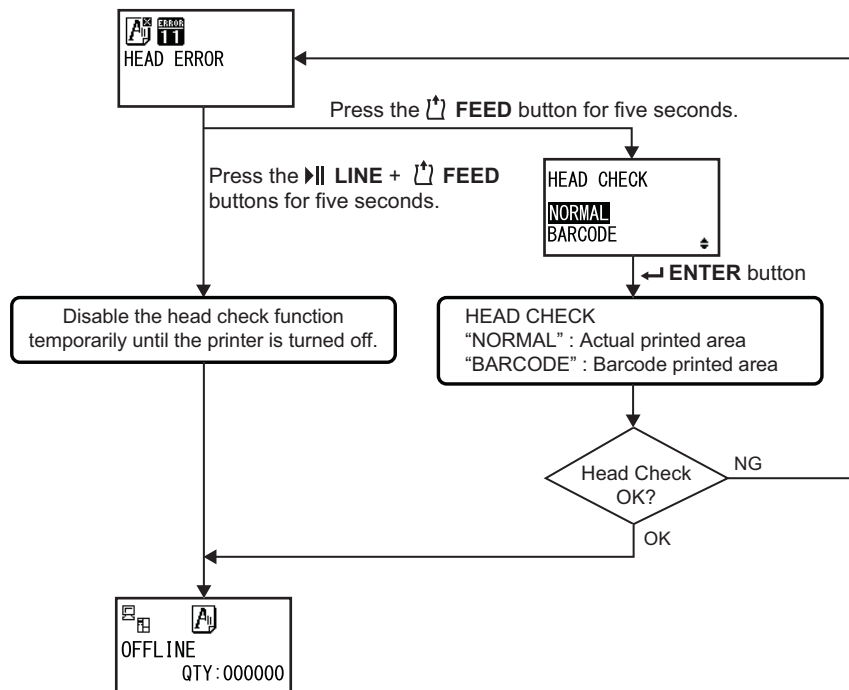 ERROR
11
HEAD ERROR
Press the FEED button for five seconds.
Press the LINE + FEED
buttons for five seconds.
HEAD CHECK
NORMAL
BARCODE
ENTER button
Disable the head check function
temporarily until the printer is turned off.
HEAD CHECK
“NORMAL” : Actual printed area
“BARCODE” : Barcode printed area
Head Check
OK?
NG
OK
OFFLINE
QTY:000000